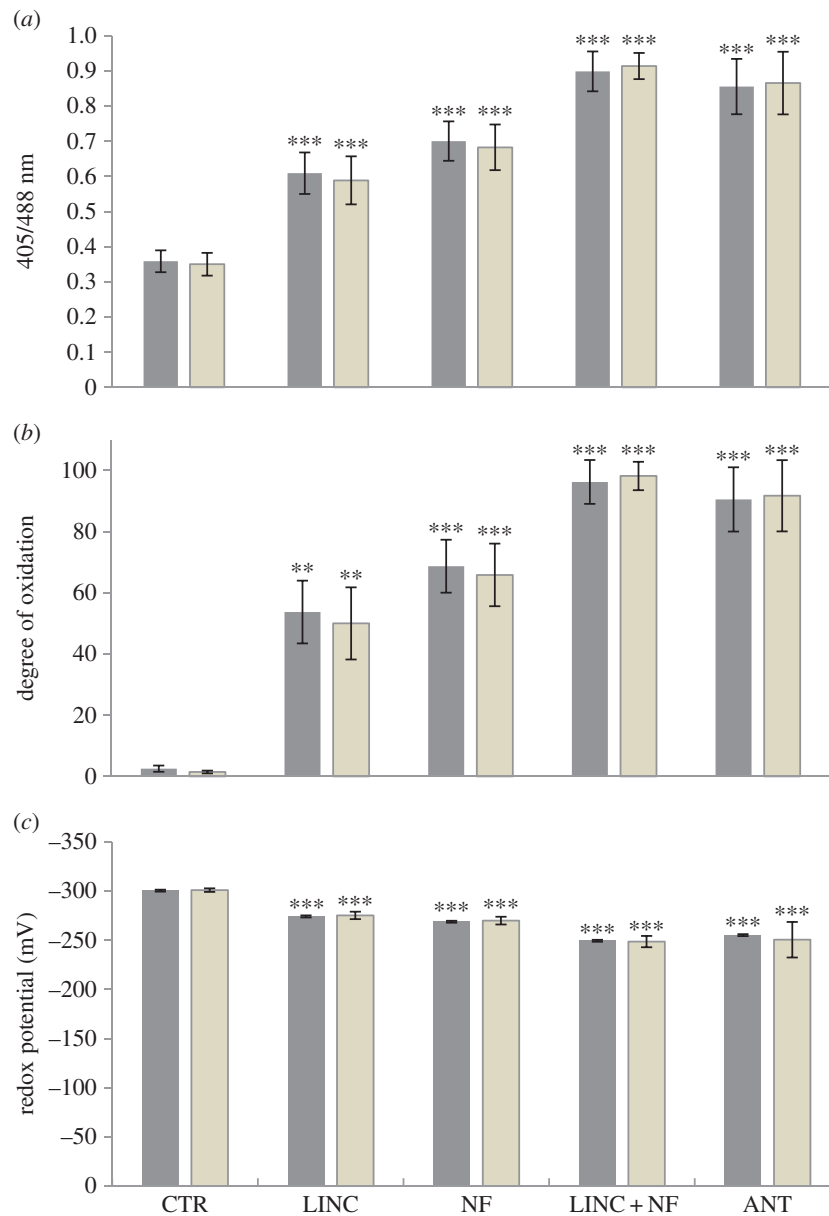 (a)
1.0
0.9
0.8
0.7
0.6
0.5
0.4
0.3
0.2
0.1
0
405/488 nm
*** *** *** *** *** *** *** ***
(b)
100
80
60
40
20
0
degree of oxidation
** ** *** *** *** *** *** ***
(c)
–350
–300
–250
–200
–150
–100
–50
0
redox potential (mV)
*** *** *** *** *** *** *** ***
CTR LINC NF LINC + NF ANT